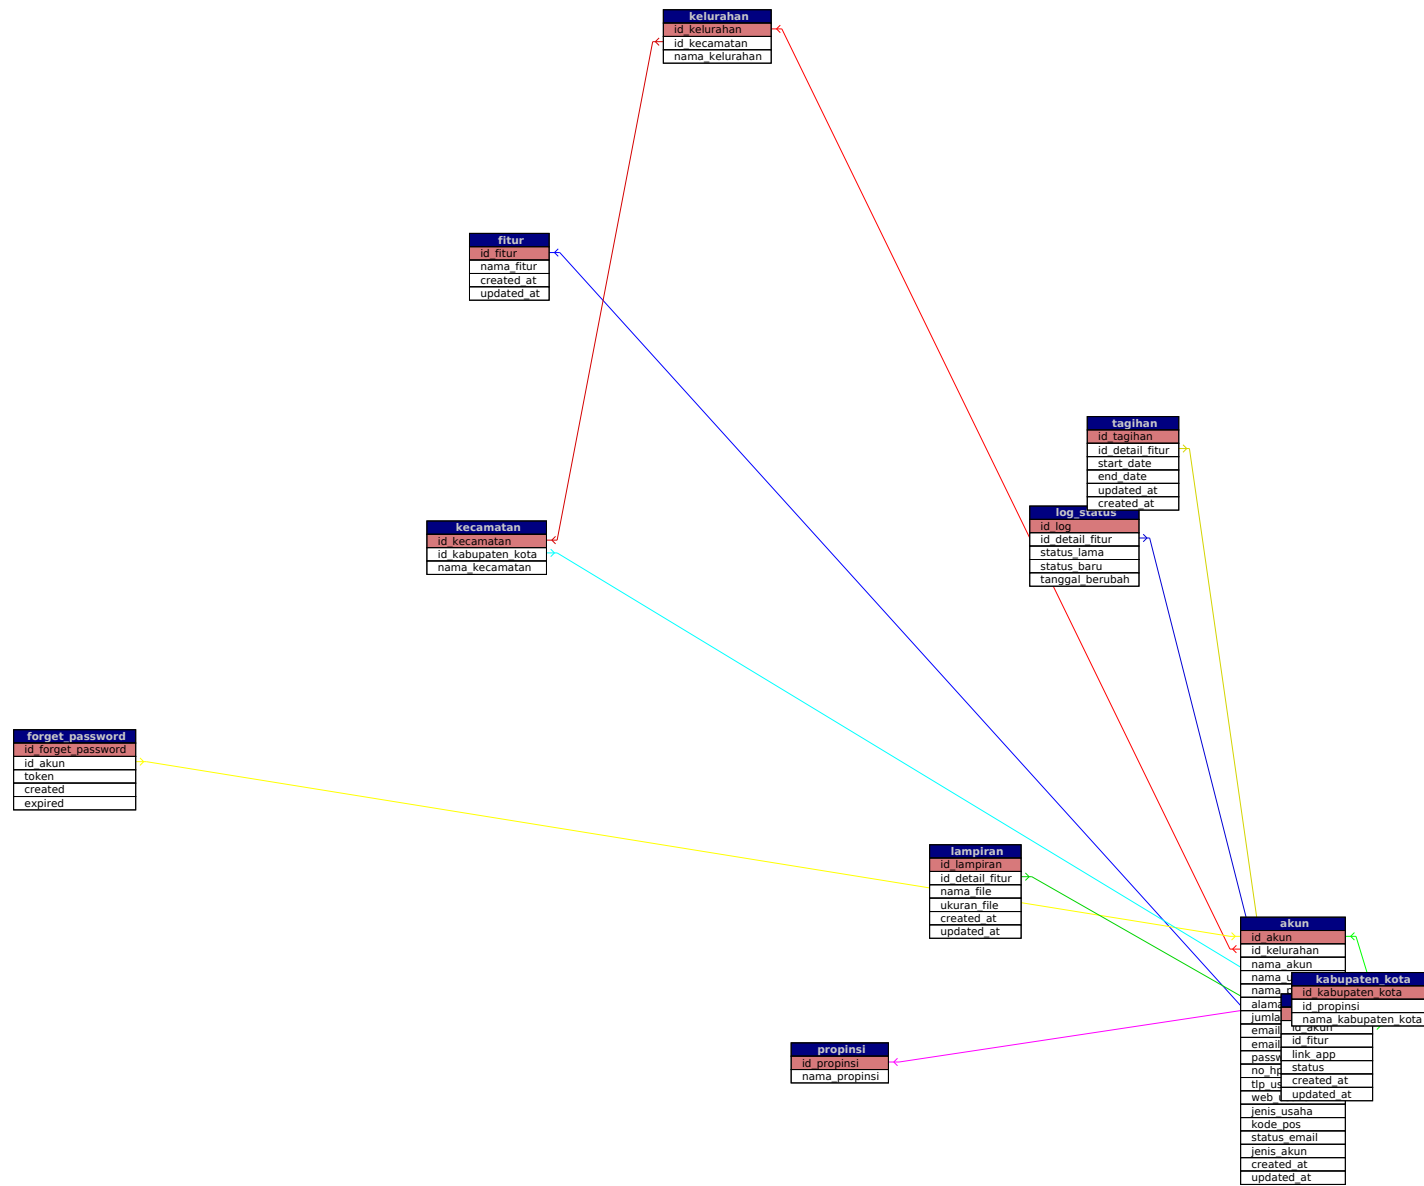 kelurahan
id_kelurahan
id_kecamatan
nama_kelurahan
fitur
id_fitur
nama_fitur
created_at
updated_at
tagihan
id_tagihan
id_detail_fitur
start_date
end_date
updated_at
created_at
log_status
id_log
id_detail_fitur
status_lama
status_baru
tanggal_berubah
kecamatan
id_kecamatan
id_kabupaten_kota
nama_kecamatan
forget_password
id_forget_password
id_akun
token
created
expired
lampiran
id_lampiran
id_detail_fitur
nama_file
ukuran_file
created_at
updated_at
propinsi
id_propinsi
nama_propinsi
akun
id_akun
id_kelurahan
nama_akun
email
email
jenis_usaha
kode_pos
status_email
jenis_akun
created_at
updated_at
kabupaten_kota
id_kabupaten_kota
id_propinsi
nama_kabupaten_kota
id_akun
id_fitur
link_app
status
created_at
updated_at